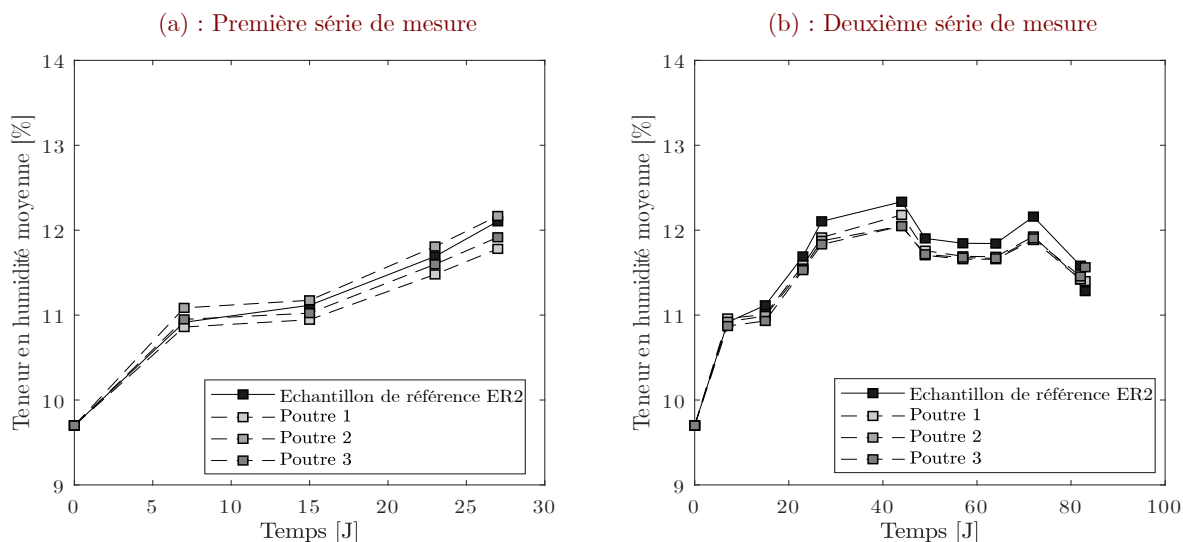 (a) : Première série de mesure
Teneur en humidité moyenne [%]
14
13
12
11
10
9
0
5
10
15
20
25
30
Temps [J]
Echantillon de référence ER2
Poutre 1
Poutre 2
Poutre 3
(b) : Deuxième série de mesure
Teneur en humidité moyenne [%]
14
13
12
11
10
9
0
20
40
60
80
100
Temps [J]
Echantillon de référence ER2
Poutre 1
Poutre 2
Poutre 3